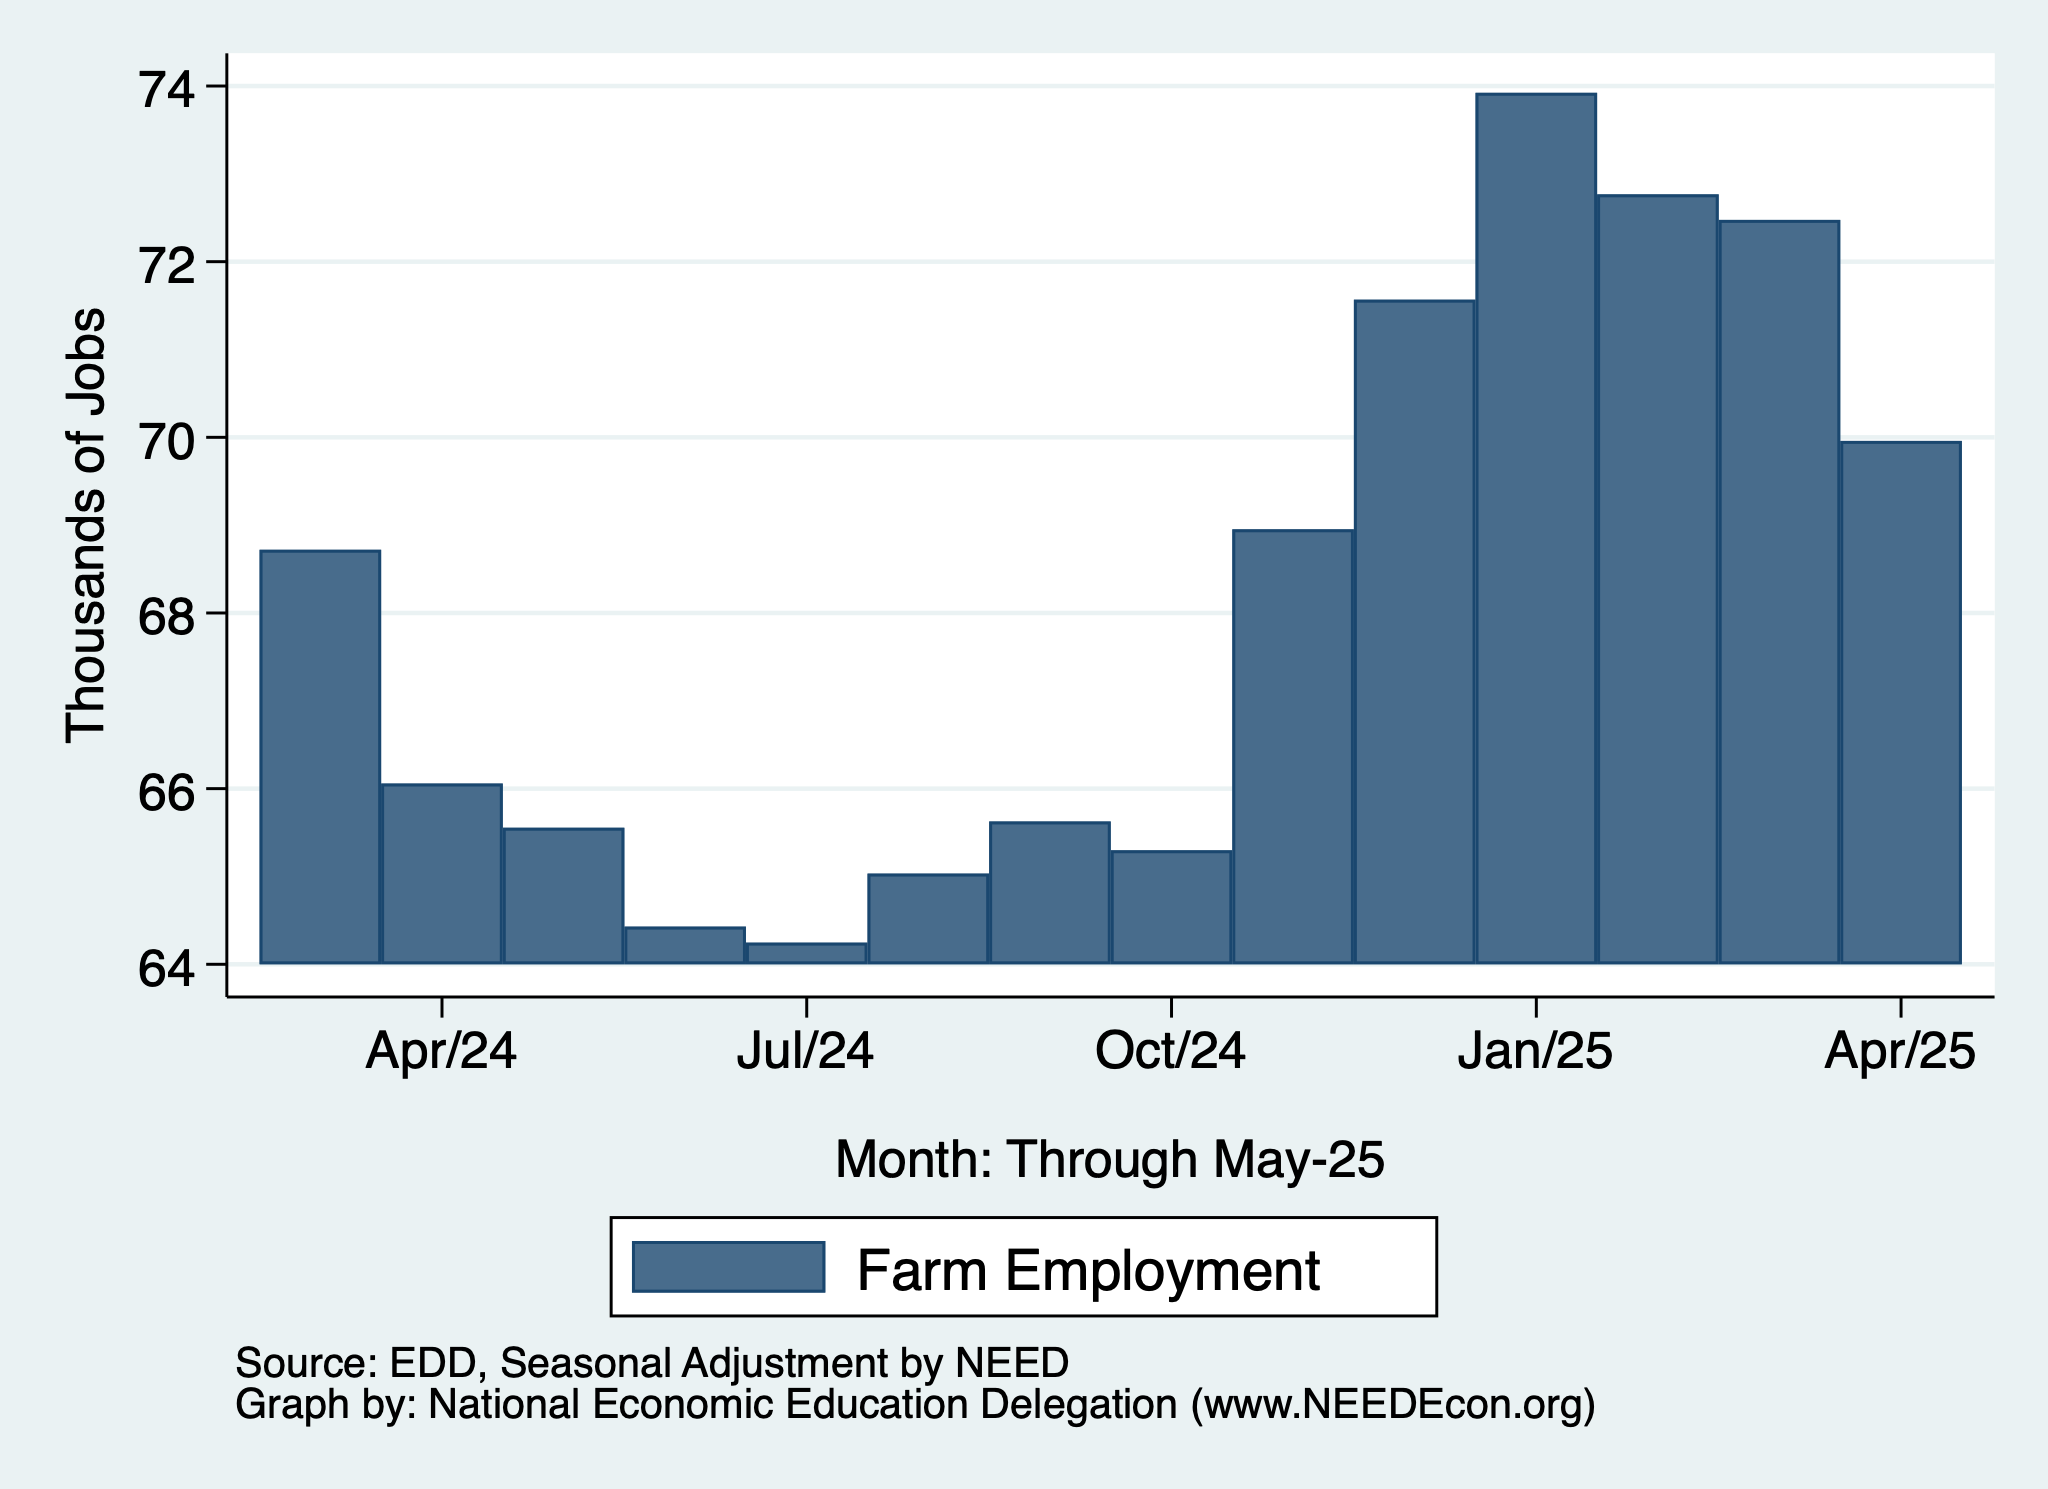 74
72
70
68
66
64
Thousands of Jobs
Apr/24
Jul/24
Oct/24
Jan/25
Apr/25
Month: Through May-25
Farm Employment
Source: EDD, Seasonal Adjustment by NEED
Graph by: National Economic Education Delegation (www.NEEDEcon.org)